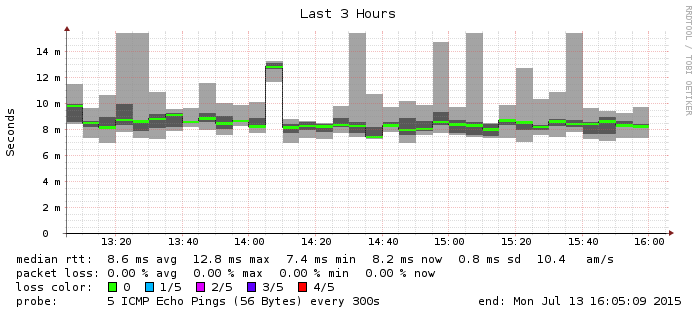 Last 3 Hours
RRDTOOL / TOBI OETIKER
Seconds
14 m
12 m
10 m
8 m
6 m
4 m
2 m
0
13:20 13:40 14:00 14:20 14:40 15:00 15:20 15:40 16:00
median rtt: 8.6 ms avg 12.8 ms max 7.4 ms min 8.2 ms now 0.8 ms sd 10.4 am/s
packet loss: 0.00 % avg 0.00 % max 0.00 % min 0.00 % now
loss color: 0 1/5 2/5 3/5 4/5
probe: 5 ICMP Echo Pings (56 Bytes) every 300s end: Mon Jul 13 16:05:09 2015